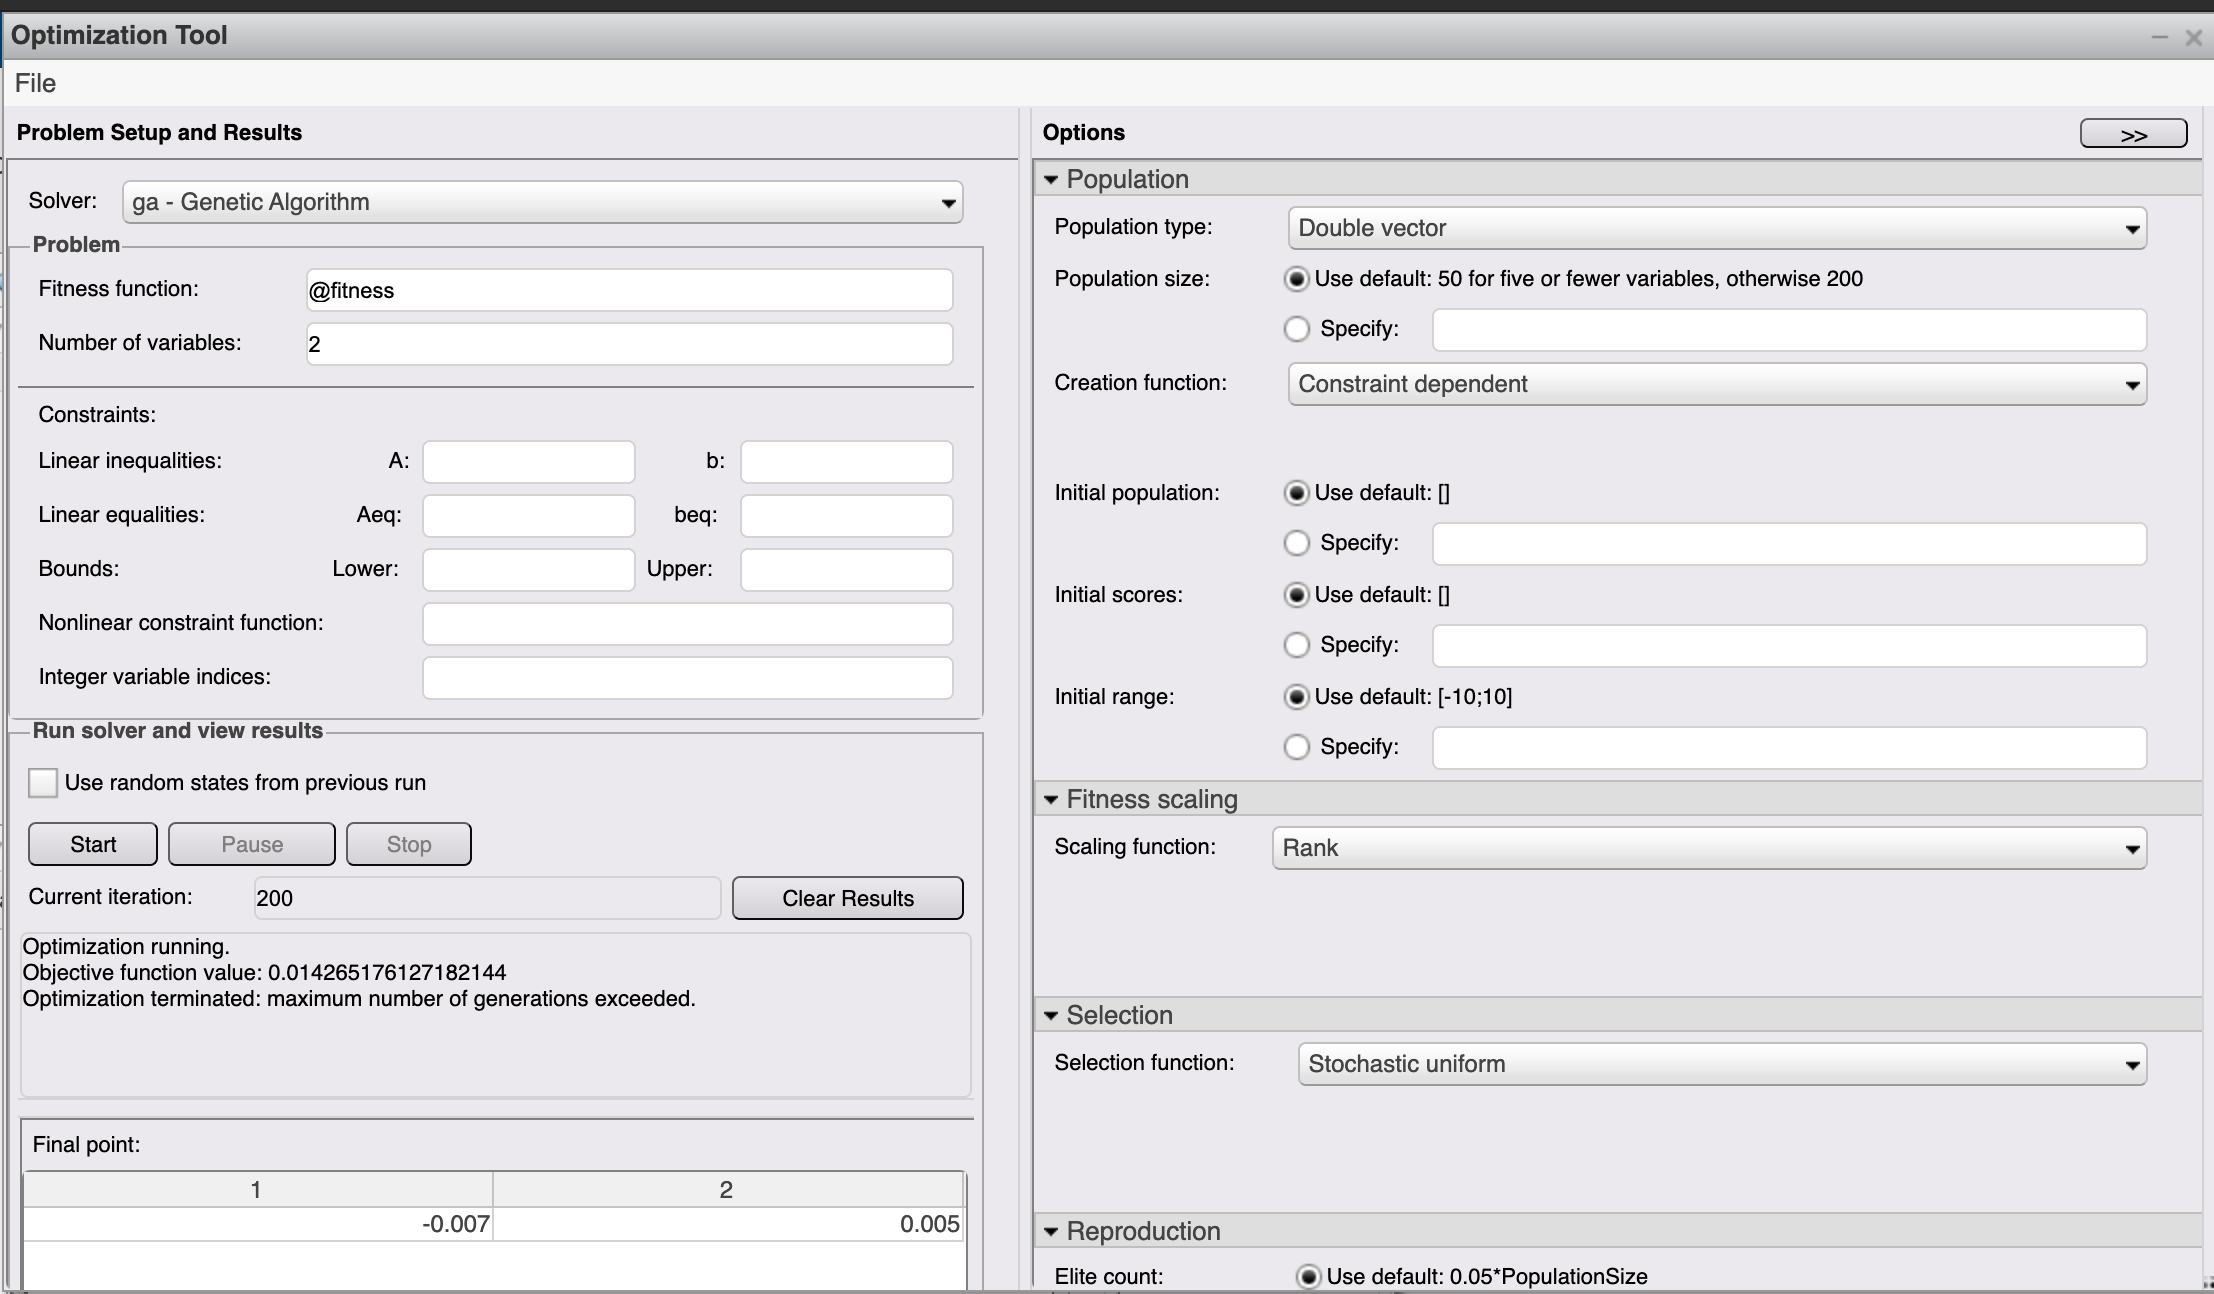 Optimization Tool
File
Problem Setup and Results
Solver: ga - Genetic Algorithm
Problem
Fitness function: @fitness
Number of variables: 2
Constraints:
Linear inequalities: A: b:
Linear equalities: Aeq: beq:
Bounds: Lower: Upper:
Nonlinear constraint function:
Integer variable indices:
Run solver and view results
Use random states from previous run
Start Pause Stop
Current iteration: 200 Clear Results
Optimization running.
Objective function value: 0.014265176127182144
Optimization terminated: maximum number of generations exceeded.
Final point:
1 2
-0.007 0.005
Options >>
Population
Population type: Double vector
Population size: Use default: 50 for five or fewer variables, otherwise 200
Specify:
Creation function: Constraint dependent
Initial population: Use default: []
Specify:
Initial scores: Use default: []
Specify:
Initial range: Use default: [-10;10]
Specify:
Fitness scaling
Scaling function: Rank
Selection
Selection function: Stochastic uniform
Reproduction
Elite count: Use default: 0.05*PopulationSize